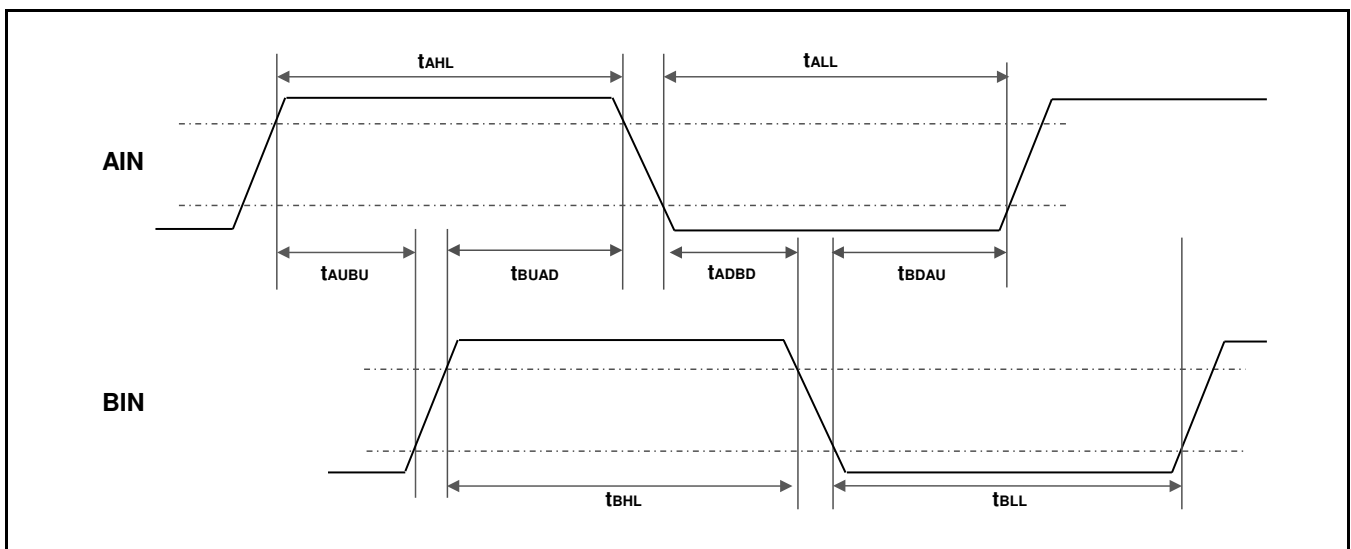 tAHL
tALL
AIN
tAUBU
tBUAD
tADBD
tBDAU
BIN
tBHL
tBLL